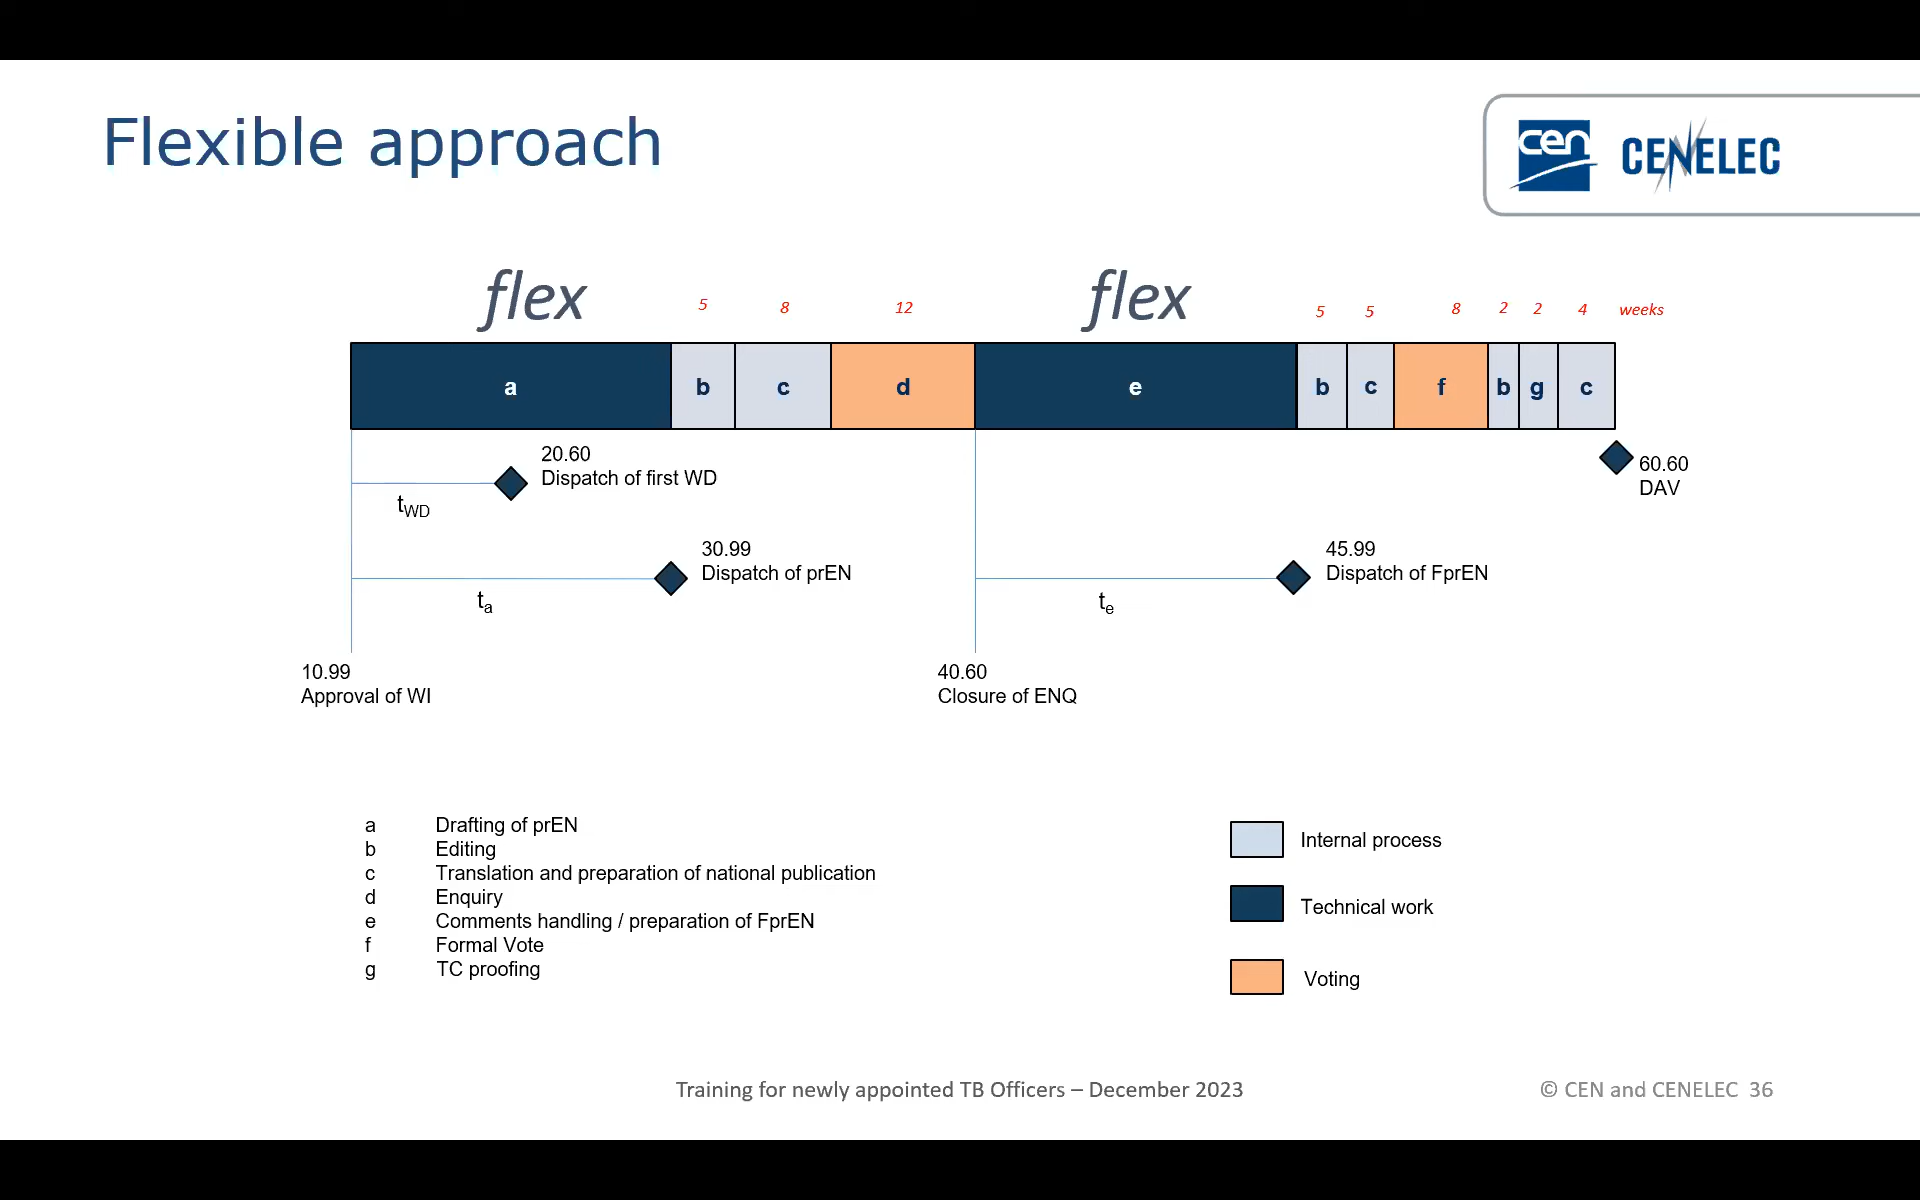 Flexible approach
cen CENELEC
flex 5 8 12 flex 5 5 8 2 2 4 weeks
a b c d e b c f b g c
20.60
Dispatch of first WD
tWD
60.60
DAV
30.99
Dispatch of prEN
ta
45.99
Dispatch of FprEN
te
10.99
Approval of WI
40.60
Closure of ENQ
a Drafting of prEN
b Editing
c Translation and preparation of national publication
d Enquiry
e Comments handling / preparation of FprEN
f Formal Vote
g TC proofing
Internal process
Technical work
Voting
Training for newly appointed TB Officers – December 2023
© CEN and CENELEC 36